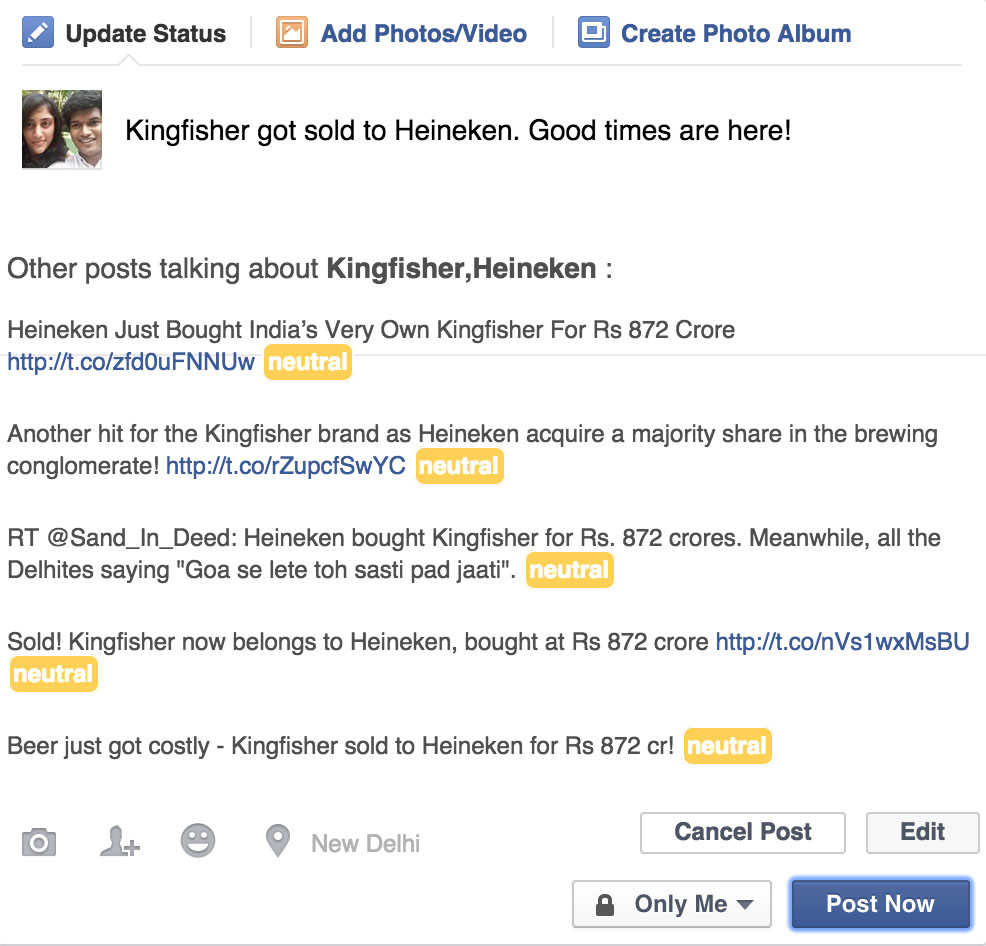 Update Status
Add Photos/Video
Create Photo Album
Kingfisher got sold to Heineken. Good times are here!
Other posts talking about Kingfisher,Heineken :
Heineken Just Bought India’s Very Own Kingfisher For Rs 872 Crore
http://t.co/zfd0uFNNUw neutral
Another hit for the Kingfisher brand as Heineken acquire a majority share in the brewing
conglomerate! http://t.co/rZupcfSwYC neutral
RT @Sand_In_Deed: Heineken bought Kingfisher for Rs. 872 crores. Meanwhile, all the
Delhites saying "Goa se lete toh sasti pad jaati". neutral
Sold! Kingfisher now belongs to Heineken, bought at Rs 872 crore http://t.co/nVs1wxMsBU
neutral
Beer just got costly - Kingfisher sold to Heineken for Rs 872 cr! neutral
New Delhi
Cancel Post
Edit
Only Me
Post Now